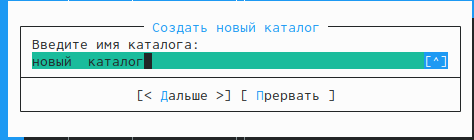 Создать новый каталог
Введите имя каталога:
новый  каталог [^]
[< Дальше >] [ Прервать ]